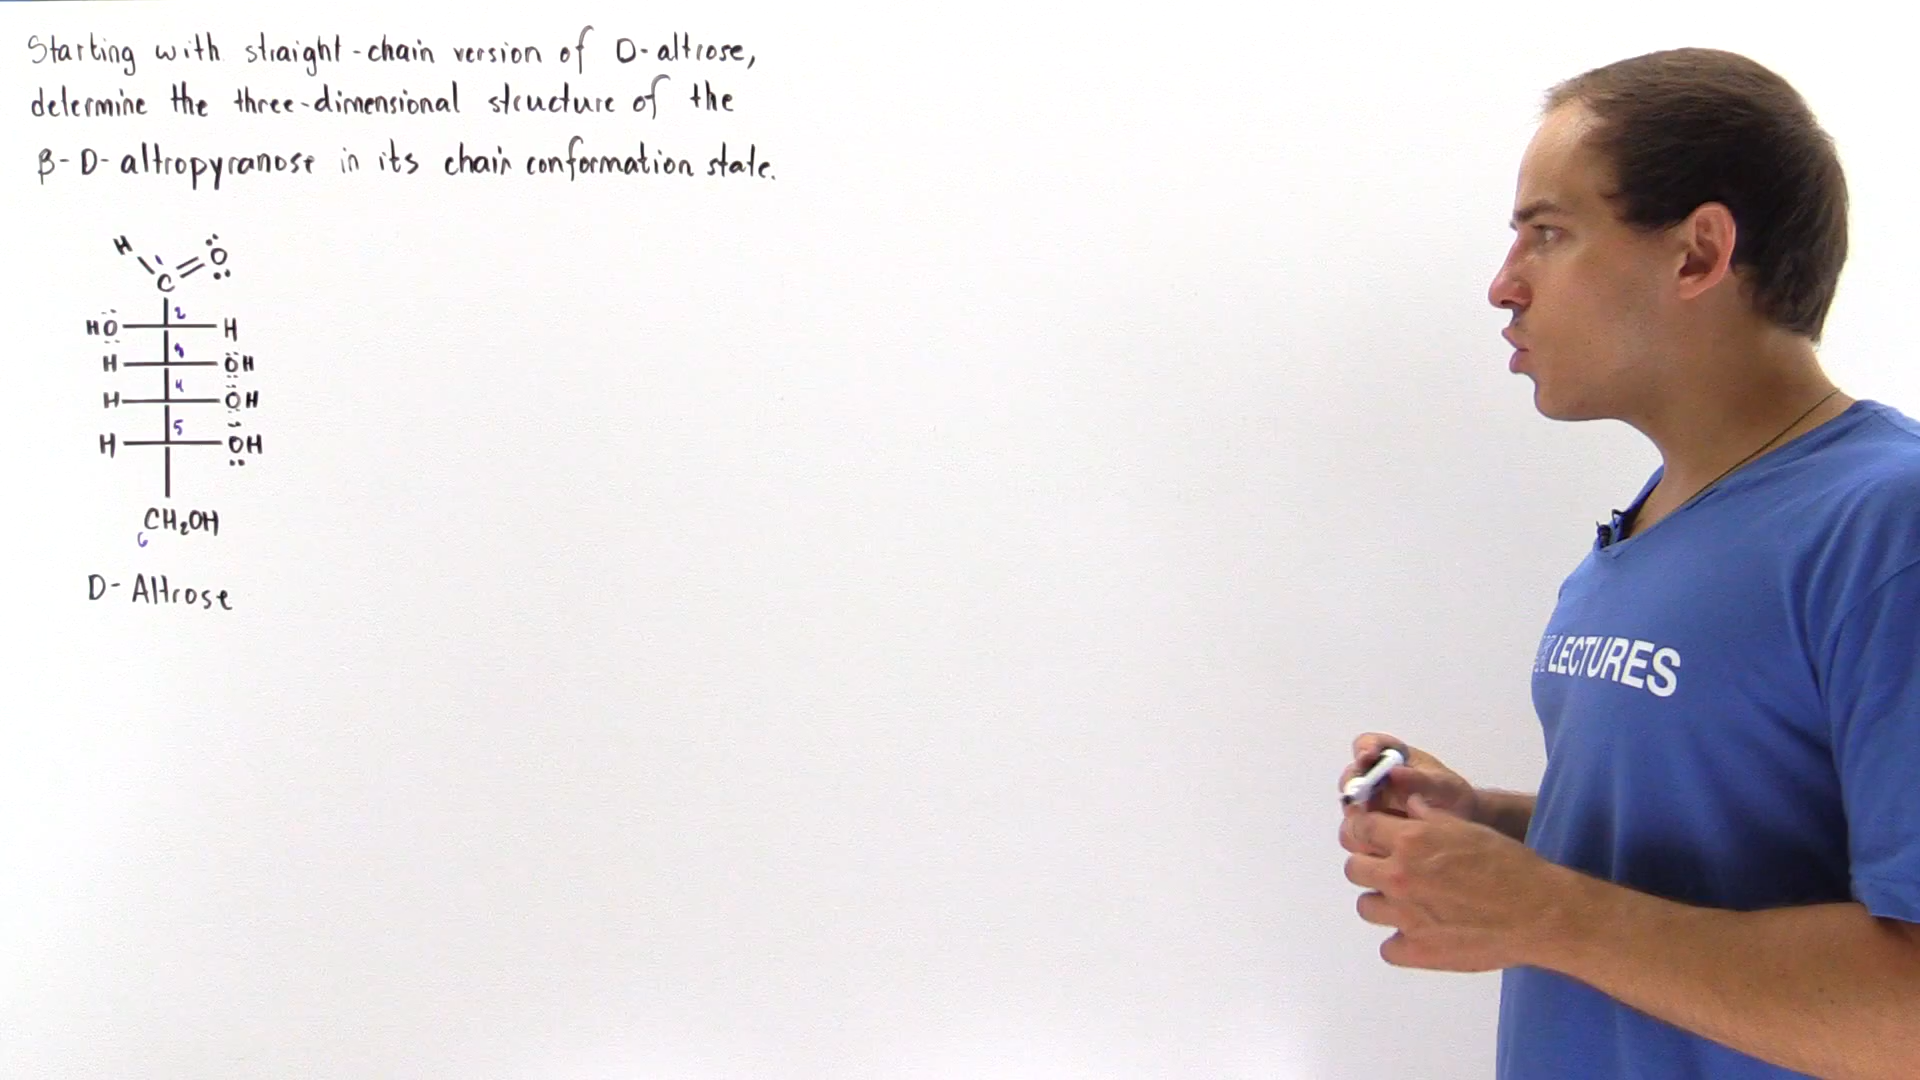 Starting with straight-chain version of D-altrose,
determine the three-dimensional structure of the
β-D-altropyranose in its chain conformation state.
H O
C
2
HO H
3
H OH
4
H OH
5
H OH
CH₂OH
6
D-Altrose
LECTURES